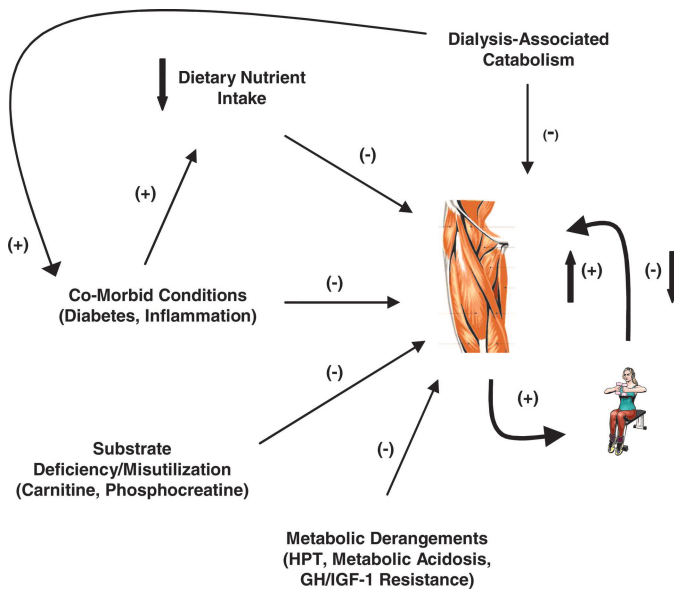 Dialysis-Associated
Catabolism
Dietary Nutrient
Intake
(-)
(-)
(+)
(+)
(+)
(-)
Co-Morbid Conditions
(Diabetes, Inflammation)
(-)
(-)
(+)
Substrate
Deficiency/Misutilization
(Carnitine, Phosphocreatine)
(-)
Metabolic Derangements
(HPT, Metabolic Acidosis,
GH/IGF-1 Resistance)